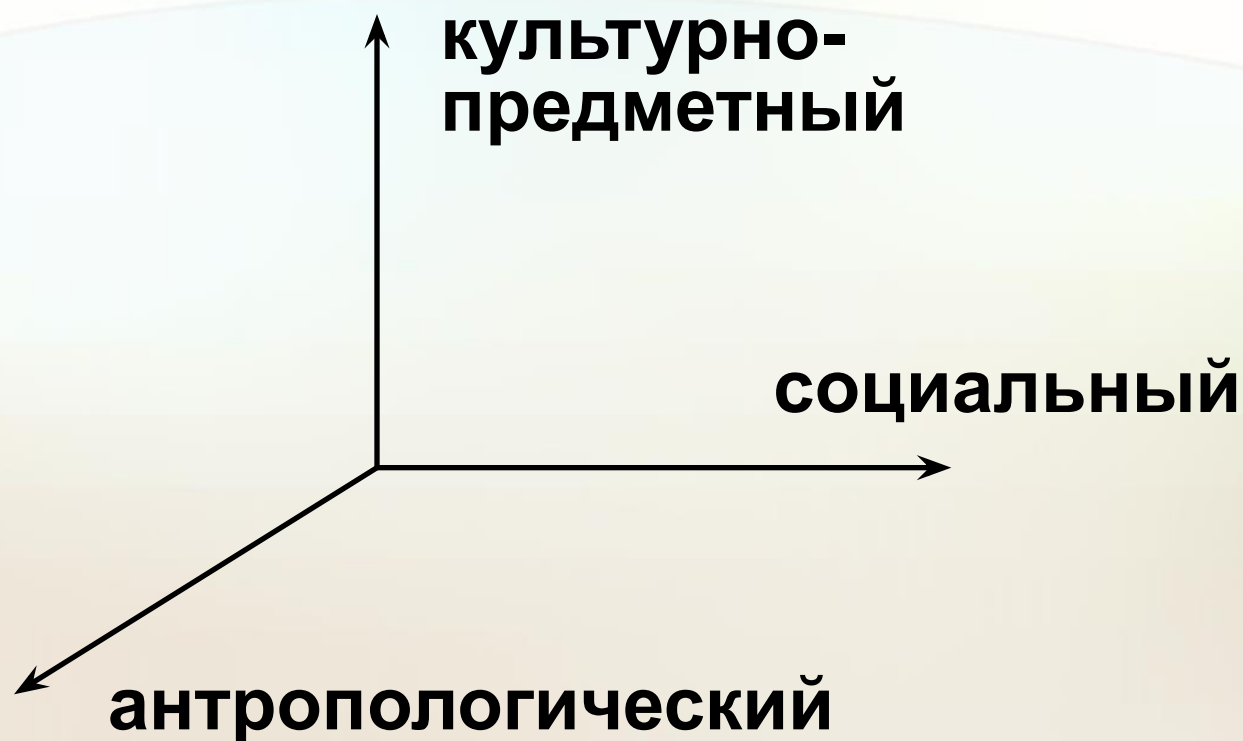 культурно-
предметный
социальный
антропологический